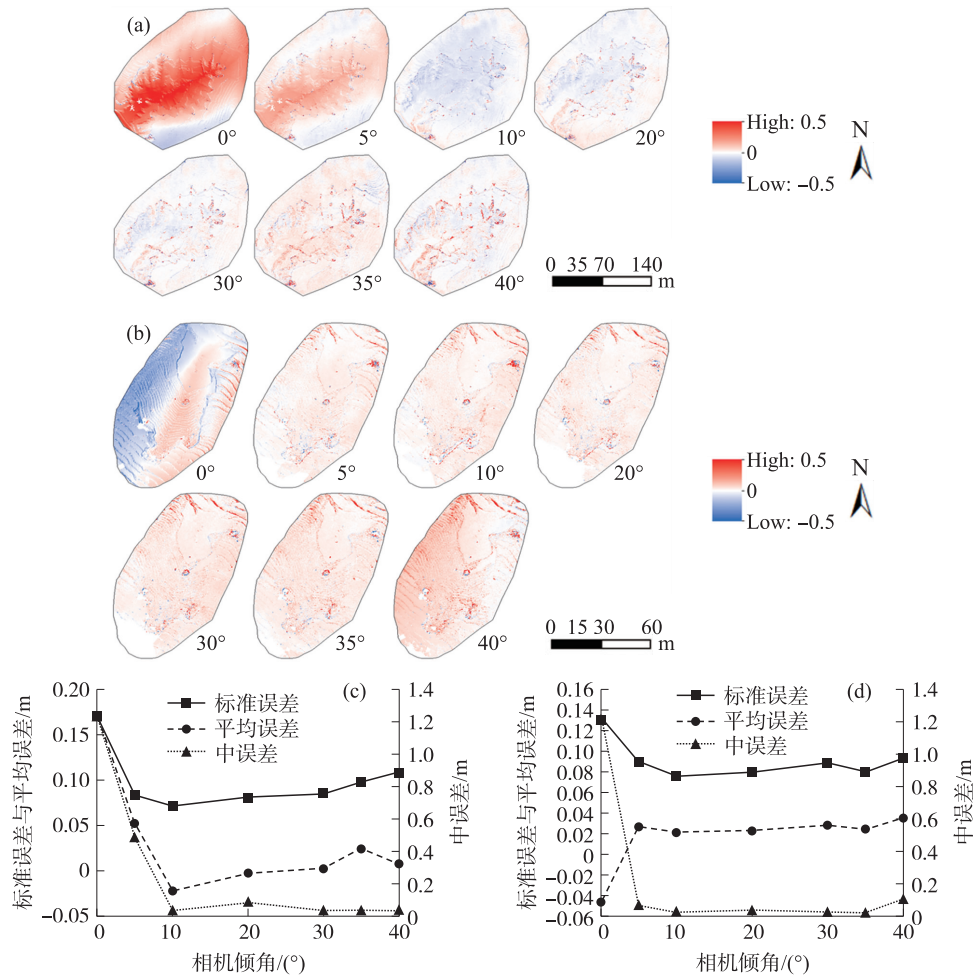 (a)
0°
5°
10°
20°
High: 0.5
0
Low: −0.5
N
30°
35°
40°
0 35 70 140
m
(b)
0°
5°
10°
20°
High: 0.5
0
Low: −0.5
N
30°
35°
40°
0 15 30 60
m
(c)
标准误差
平均误差
中误差
标准误差与平均误差/m
0.20
0.15
0.10
0.05
0
−0.05
中误差/m
1.4
1.2
1.0
0.8
0.6
0.4
0.2
0
0 10 20 30 40
相机倾角/(°)
(d)
标准误差
平均误差
中误差
标准误差与平均误差/m
0.16
0.14
0.12
0.13
0.10
0.08
0.06
0.04
0.02
0
−0.02
−0.04
−0.06
中误差/m
1.4
1.2
1.0
0.8
0.6
0.4
0.2
0
0 10 20 30 40
相机倾角/(°)